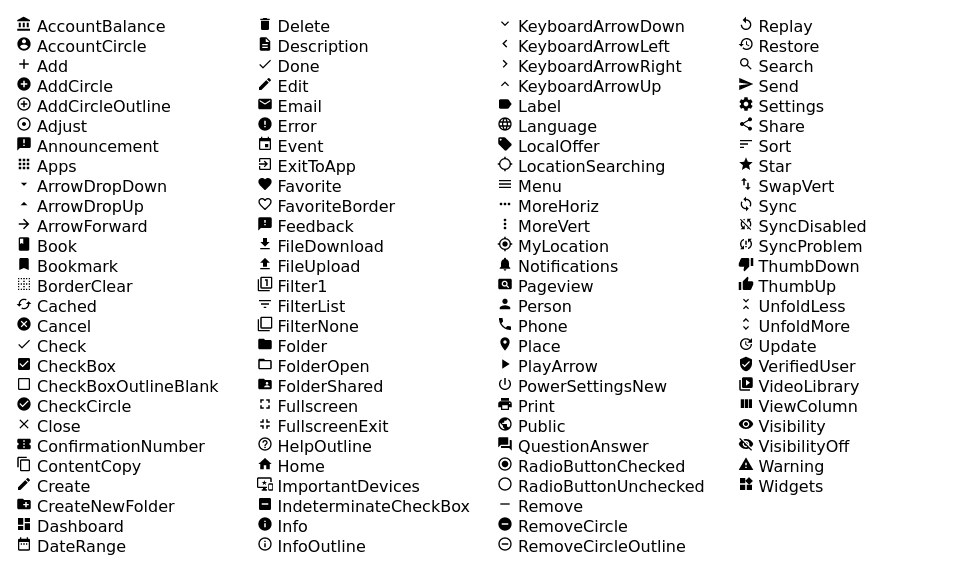 AccountBalance
AccountCircle
Add
AddCircle
AddCircleOutline
Adjust
Announcement
Apps
ArrowDropDown
ArrowDropUp
ArrowForward
Book
Bookmark
BorderClear
Cached
Cancel
Check
CheckBox
CheckBoxOutlineBlank
CheckCircle
Close
ConfirmationNumber
ContentCopy
Create
CreateNewFolder
Dashboard
DateRange
Delete
Description
Done
Edit
Email
Error
Event
ExitToApp
Favorite
FavoriteBorder
Feedback
FileDownload
FileUpload
Filter1
FilterList
FilterNone
Folder
FolderOpen
FolderShared
Fullscreen
FullscreenExit
HelpOutline
Home
ImportantDevices
IndeterminateCheckBox
Info
InfoOutline
KeyboardArrowDown
KeyboardArrowLeft
KeyboardArrowRight
KeyboardArrowUp
Label
Language
LocalOffer
LocationSearching
Menu
MoreHoriz
MoreVert
MyLocation
Notifications
Pageview
Person
Phone
Place
PlayArrow
PowerSettingsNew
Print
Public
QuestionAnswer
RadioButtonChecked
RadioButtonUnchecked
Remove
RemoveCircle
RemoveCircleOutline
Replay
Restore
Search
Send
Settings
Share
Sort
Star
SwapVert
Sync
SyncDisabled
SyncProblem
ThumbDown
ThumbUp
UnfoldLess
UnfoldMore
Update
VerifiedUser
VideoLibrary
ViewColumn
Visibility
VisibilityOff
Warning
Widgets